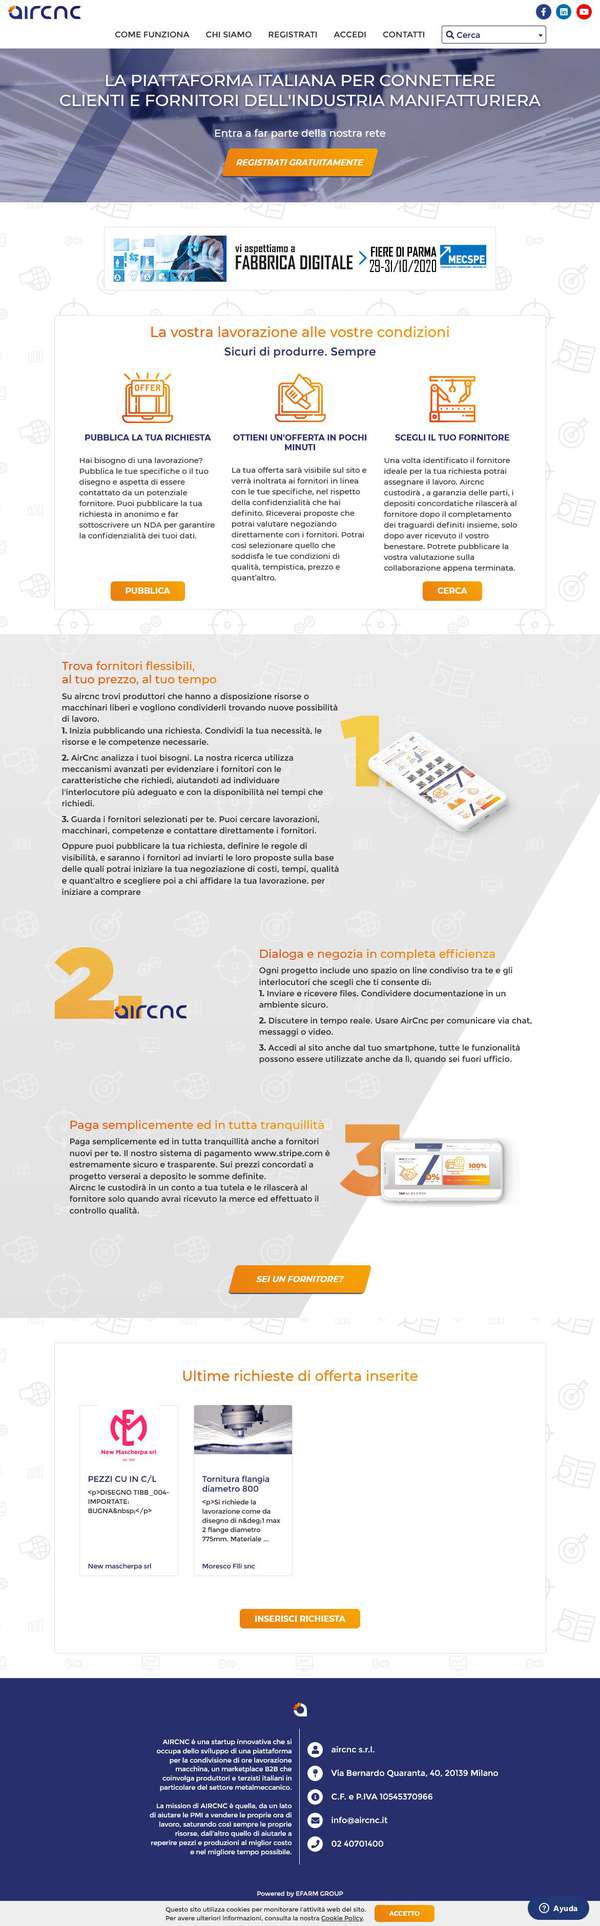 aircnc
COME FUNZIONA CHI SIAMO REGISTRATI ACCEDI CONTATTI Cerca
LA PIATTAFORMA ITALIANA PER CONNETTERE
CLIENTI E FORNITORI DELL'INDUSTRIA MANIFATTURIERA
Entra a far parte della nostra rete
REGISTRATI GRATUITAMENTE
vi aspettiamo a
FABBRICA DIGITALE
FIERE DI PARMA
29-31/10/2020
MECSPE
La vostra lavorazione alle vostre condizioni
Sicuri di produrre. Sempre
OFFER
PUBBLICA LA TUA RICHIESTA
Hai bisogno di una lavorazione?
Pubblica le tue specifiche o il tuo
disegno e aspetta di essere
contattato da un potenziale
fornitore. Puoi pubblicare la tua
richiesta in anonimo e far
sottoscrivere un NDA per garantire
la confidenzialità dei tuoi dati.
PUBBLICA
OTTIENI UN'OFFERTA IN POCHI
MINUTI
La tua offerta sarà visibile sul sito e
verrà inoltrata ai fornitori in linea
con le tue specifiche, nel rispetto
della confidenzialità che hai
definito. Riceverai proposte che
potrai valutare negoziando
direttamente con i fornitori. Potrai
così selezionare quello che
soddisfa le tue condizioni di
qualità, tempistica, prezzo e
quant'altro.
SCEGLI IL TUO FORNITORE
Una volta identificato il fornitore
ideale per la tua richiesta potrai
assegnare il lavoro. Aircnc
custodirà , a garanzia delle parti, i
depositi concordatiche rilascerà al
fornitore dopo il completamento
dei traguardi definiti insieme, solo
dopo aver ricevuto il vostro
benestare. Potrete pubblicare la
vostra valutazione sulla
collaborazione appena terminata.
CERCA
Trova fornitori flessibili,
al tuo prezzo, al tuo tempo
Su aircnc trovi produttori che hanno a disposizione risorse o
macchinari liberi e vogliono condividerli trovando nuove possibilità
di lavoro.
1. Inizia pubblicando una richiesta. Condividi la tua necessità, le
risorse e le competenze necessarie.
2. AirCnc analizza i tuoi bisogni. La nostra ricerca utilizza
meccanismi avanzati per evidenziare i fornitori con le
caratteristiche che richiedi, aiutandoti ad individuare
l'interlocutore più adeguato e con la disponibilità nei tempi che
richiedi.
3. Guarda i fornitori selezionati per te. Puoi cercare lavorazioni,
macchinari, competenze e contattare direttamente i fornitori.
Oppure puoi pubblicare la tua richiesta, definire le regole di
visibilità, e saranno i fornitori ad inviarti le loro proposte sulla base
delle quali potrai iniziare la tua negoziazione di costi, tempi, qualità
e quant'altro e scegliere poi a chi affidare la tua lavorazione. per
iniziare a comprare
1.
2.
aircnc
Dialoga e negozia in completa efficienza
Ogni progetto include uno spazio on line condiviso tra te e gli
interlocutori che scegli che ti consente di:
1. Inviare e ricevere files. Condividere documentazione in un
ambiente sicuro.
2. Discutere in tempo reale. Usare AirCnc per comunicare via chat,
messaggi o video.
3. Accedi al sito anche dal tuo smartphone, tutte le funzionalità
possono essere utilizzate anche da lì, quando sei fuori ufficio.
Paga semplicemente ed in tutta tranquillità
Paga semplicemente ed in tutta tranquillità anche a fornitori
nuovi per te. Il nostro sistema di pagamento www.stripe.com è
estremamente sicuro e trasparente. Sui prezzi concordati a
progetto verserai a deposito le somme definite.
Aircnc le custodirà in un conto a tua tutela e le rilascerà al
fornitore solo quando avrai ricevuto la merce ed effettuato il
controllo qualità.
3
0%
100%
SEI UN FORNITORE?
Ultime richieste di offerta inserite
New Mascherpa srl
PEZZI CU IN C/L
<p>DISEGNO TIBB_004-
IMPORTATE:
BUGNA&nbsp;</p>
New mascherpa srl
Tornitura flangia
diametro 800
<p>Si richiede la
lavorazione come da
disegno di n&deg;1 max
2 flange diametro
775mm. Materiale ...
Moresco Flli snc
INSERISCI RICHIESTA
AIRCNC è una startup innovativa che si
occupa dello sviluppo di una piattaforma
per la condivisione di ore lavorazione
macchina, un marketplace B2B che
coinvolga produttori e terzisti italiani in
particolare del settore metalmeccanico.
La mission di AIRCNC è quella, da un lato
di aiutare le PMI a vendere le proprie ora di
lavoro, saturando così sempre le proprie
risorse, dall'altro quello di aiutarle a
reperire pezzi e produzioni al miglior costo
e nel migliore tempo possibile.
aircnc s.r.l.
Via Bernardo Quaranta, 40, 20139 Milano
C.F. e P.IVA 10545370966
info@aircnc.it
02 40701400
Powered by EFARM GROUP
Questo sito utilizza cookies per monitorare l'attività web del sito.
Per avere ulteriori informazioni, consulta la nostra Cookie Policy.
ACCETTO
Ayuda